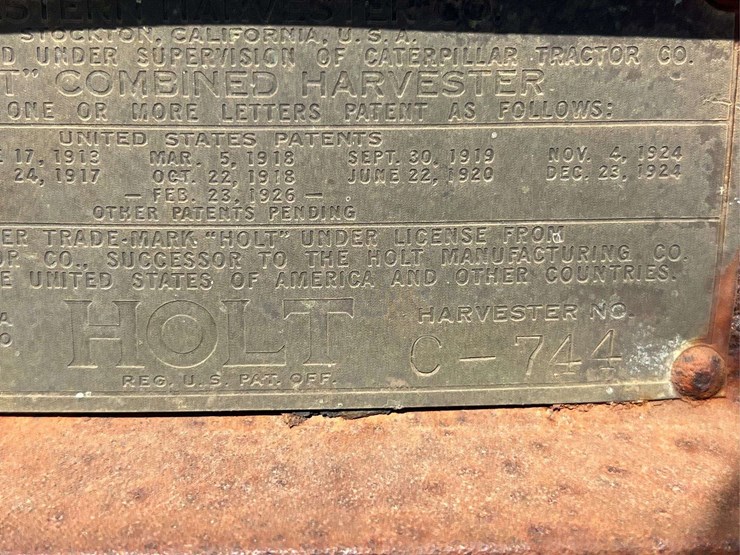 STERN HARVESTER CO.
STOCKTON, CALIFORNIA, U.S.A.
D UNDER SUPERVISION OF CATERPILLAR TRACTOR CO.
T" COMBINED HARVESTER
ONE OR MORE LETTERS PATENT AS FOLLOWS:
UNITED STATES PATENTS
E 17, 1913 MAR. 5, 1918 SEPT. 30, 1919 NOV. 4, 1924
24, 1917 OCT. 22, 1918 JUNE 22, 1920 DEC. 23, 1924
— FEB. 23, 1926 —
OTHER PATENTS PENDING
ER TRADE-MARK "HOLT" UNDER LICENSE FROM
OR CO., SUCCESSOR TO THE HOLT MANUFACTURING CO.
E UNITED STATES OF AMERICA AND OTHER COUNTRIES.
HOLT
REG. U.S. PAT. OFF.
HARVESTER NO.
C-744